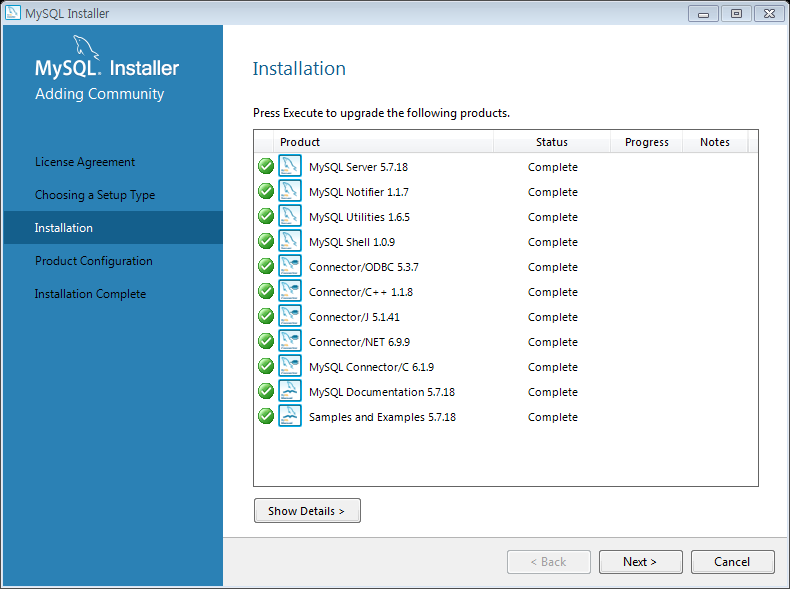 MySQL Installer
MySQL. Installer
Adding Community
License Agreement
Choosing a Setup Type
Installation
Product Configuration
Installation Complete
Installation
Press Execute to upgrade the following products.
Product Status Progress Notes
MySQL Server 5.7.18 Complete
MySQL Notifier 1.1.7 Complete
MySQL Utilities 1.6.5 Complete
MySQL Shell 1.0.9 Complete
Connector/ODBC 5.3.7 Complete
Connector/C++ 1.1.8 Complete
Connector/J 5.1.41 Complete
Connector/NET 6.9.9 Complete
MySQL Connector/C 6.1.9 Complete
MySQL Documentation 5.7.18 Complete
Samples and Examples 5.7.18 Complete
Show Details >
< Back Next > Cancel